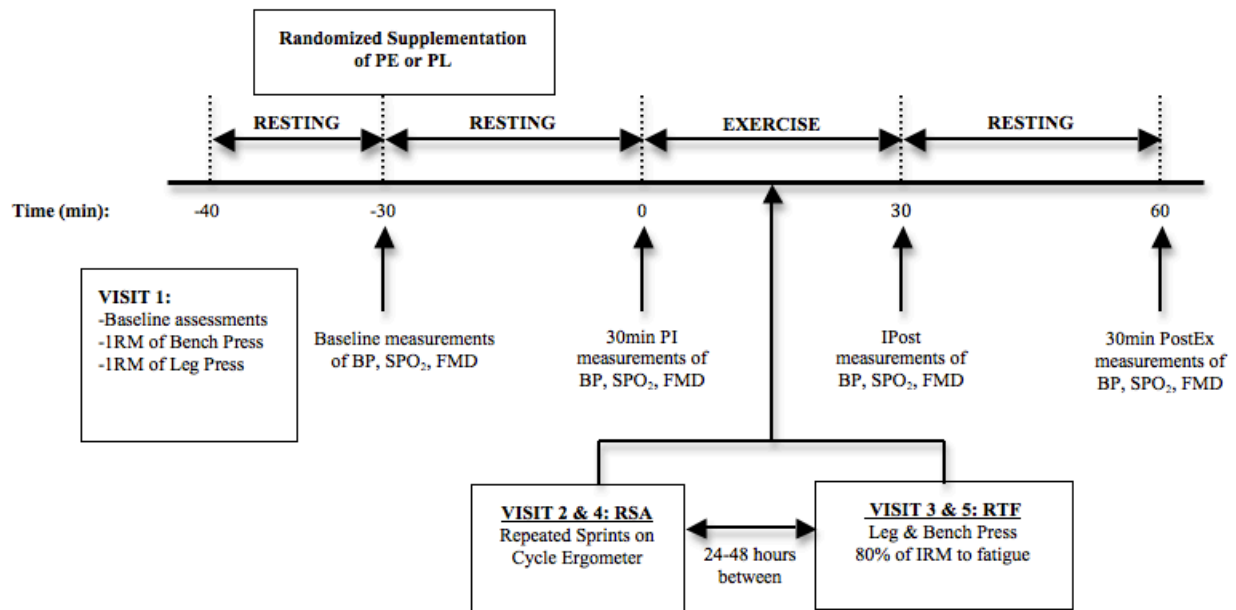 Randomized Supplementation
of PE or PL
RESTING
RESTING
EXERCISE
RESTING
Time (min):
-40
-30
0
30
60
VISIT 1:
-Baseline assessments
-1RM of Bench Press
-1RM of Leg Press
Baseline measurements
of BP, SPO₂, FMD
30min PI
measurements of
BP, SPO₂, FMD
IPost
measurements of
BP, SPO₂, FMD
30min PostEx
measurements of
BP, SPO₂, FMD
VISIT 2 & 4: RSA
Repeated Sprints on
Cycle Ergometer
24-48 hours
between
VISIT 3 & 5: RTF
Leg & Bench Press
80% of IRM to fatigue